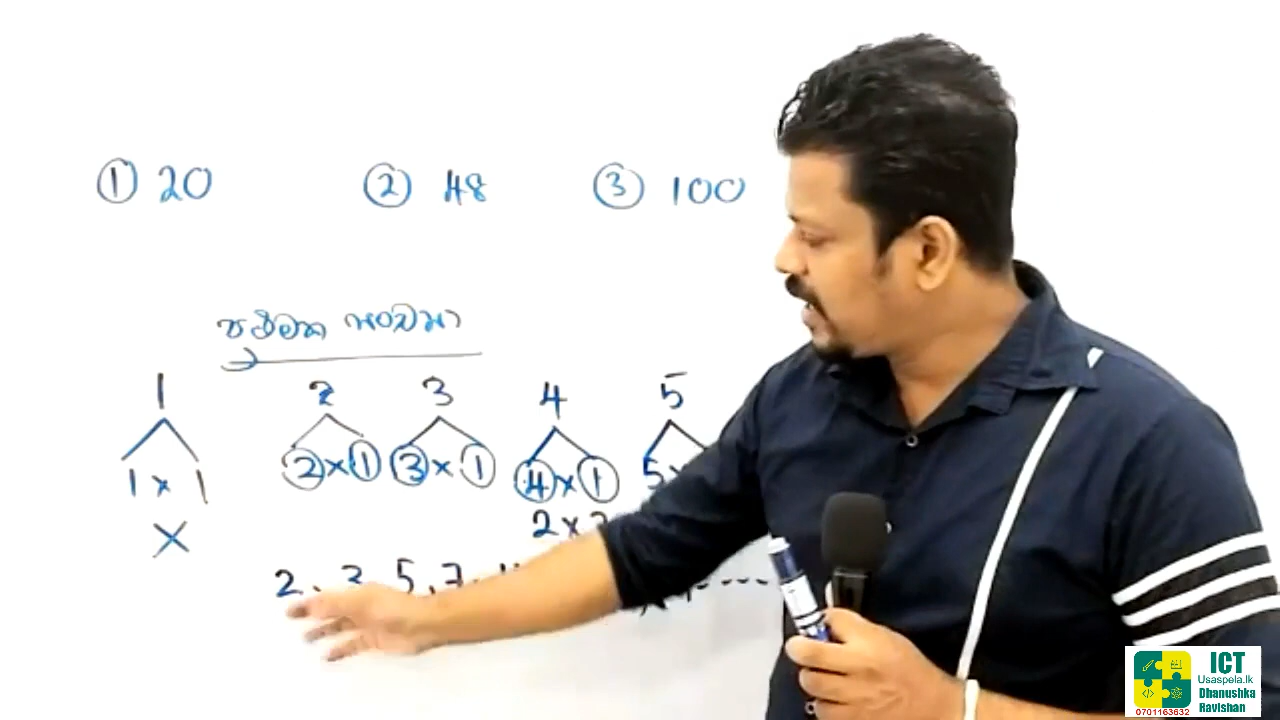 ① 20 ② 48 ③ 100
ප්‍රථමක සංඛ්‍යා
1 2 3 4 5
1 x 1 2 x 1 3 x 1 4 x 1 5 x
x 2 x 2
2, 3, 5, 7,
ICT
Usaspela.lk
Dhanushka
Ravishan
0701163632